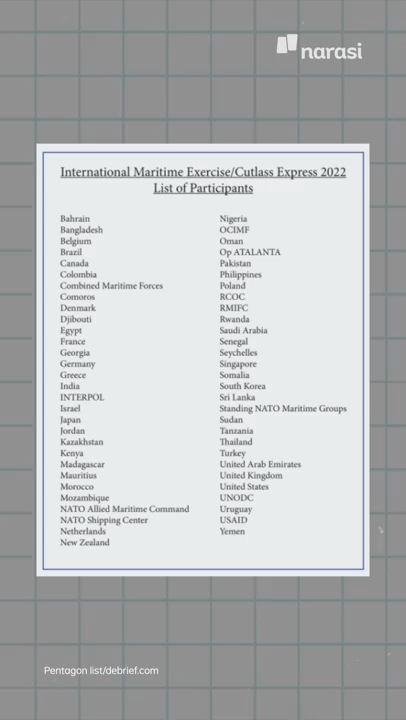 narasi
International Maritime Exercise/Cutlass Express 2022
List of Participants
Bahrain
Bangladesh
Belgium
Brazil
Canada
Colombia
Combined Maritime Forces
Comoros
Denmark
Djibouti
Egypt
France
Georgia
Germany
Greece
India
INTERPOL
Israel
Japan
Jordan
Kazakhstan
Kenya
Madagascar
Mauritius
Morocco
Mozambique
NATO Allied Maritime Command
NATO Shipping Center
Netherlands
New Zealand
Nigeria
OCIMF
Oman
Op ATALANTA
Pakistan
Philippines
Poland
RCOC
RMIFC
Rwanda
Saudi Arabia
Senegal
Seychelles
Singapore
Somalia
South Korea
Sri Lanka
Standing NATO Maritime Groups
Sudan
Tanzania
Thailand
Turkey
United Arab Emirates
United Kingdom
United States
UNODC
Uruguay
USAID
Yemen
Pentagon list/debrief.com